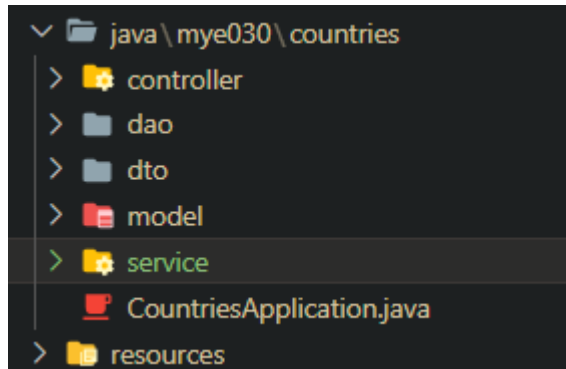 java\mye030\countries
controller
dao
dto
model
service
CountriesApplication.java
resources